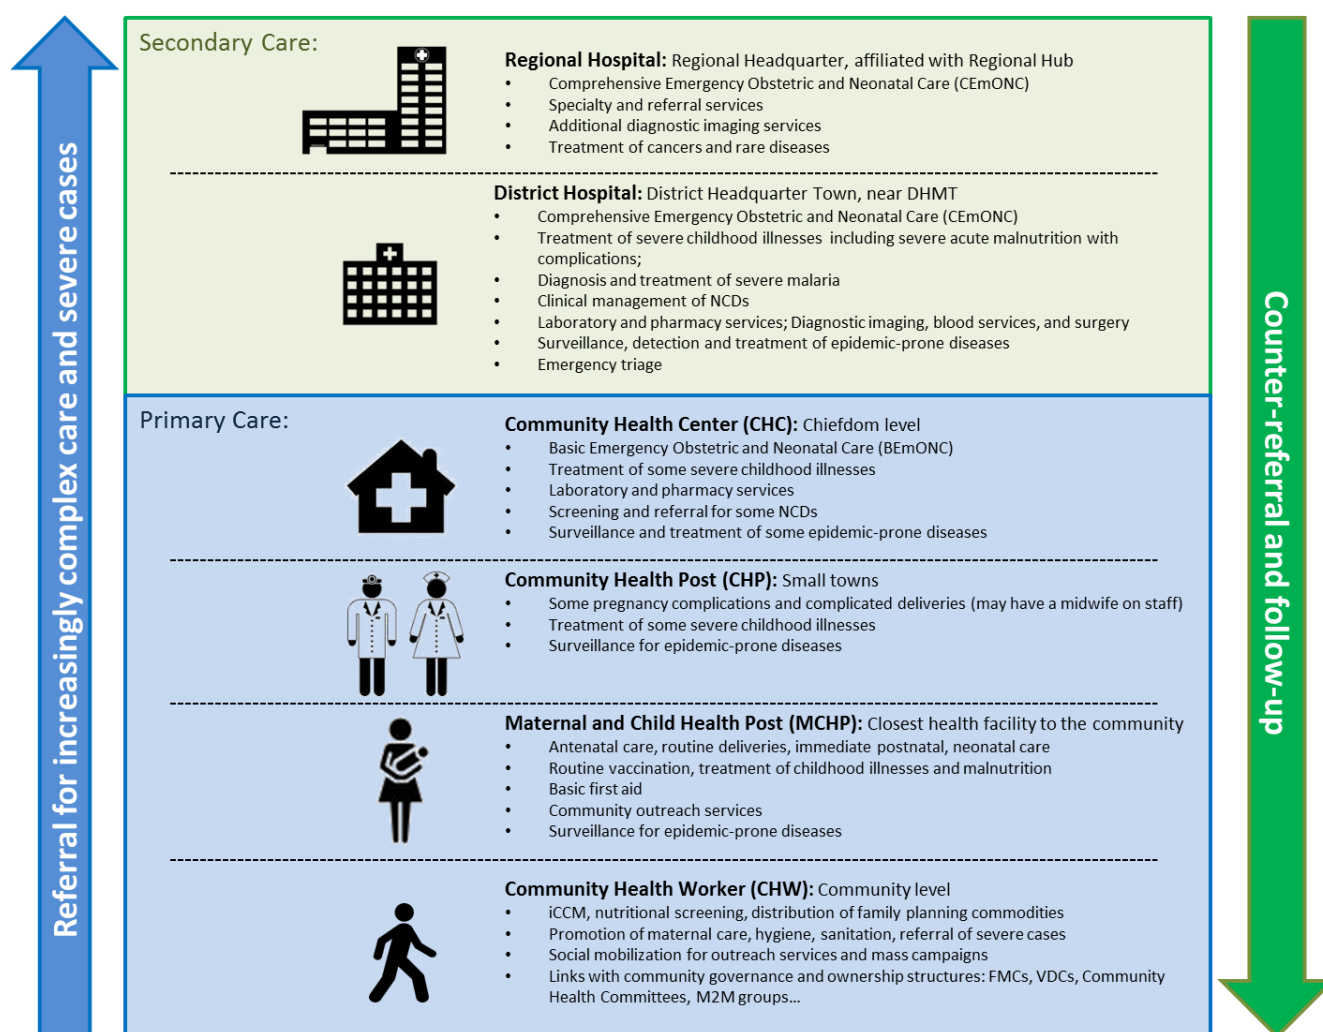 Secondary Care:
Regional Hospital: Regional Headquarter, affiliated with Regional Hub
• Comprehensive Emergency Obstetric and Neonatal Care (CEmONC)
• Specialty and referral services
• Additional diagnostic imaging services
• Treatment of cancers and rare diseases
District Hospital: District Headquarter Town, near DHMT
• Comprehensive Emergency Obstetric and Neonatal Care (CEmONC)
• Treatment of severe childhood illnesses including severe acute malnutrition with
complications;
• Diagnosis and treatment of severe malaria
• Clinical management of NCDs
• Laboratory and pharmacy services; Diagnostic imaging, blood services, and surgery
• Surveillance, detection and treatment of epidemic-prone diseases
• Emergency triage
Primary Care:
Community Health Center (CHC): Chiefdom level
• Basic Emergency Obstetric and Neonatal Care (BEmONC)
• Treatment of some severe childhood illnesses
• Laboratory and pharmacy services
• Screening and referral for some NCDs
• Surveillance and treatment of some epidemic-prone diseases
Community Health Post (CHP): Small towns
• Some pregnancy complications and complicated deliveries (may have a midwife on staff)
• Treatment of some severe childhood illnesses
• Surveillance for epidemic-prone diseases
Maternal and Child Health Post (MCHP): Closest health facility to the community
• Antenatal care, routine deliveries, immediate postnatal, neonatal care
• Routine vaccination, treatment of childhood illnesses and malnutrition
• Basic first aid
• Community outreach services
• Surveillance for epidemic-prone diseases
Community Health Worker (CHW): Community level
• iCCM, nutritional screening, distribution of family planning commodities
• Promotion of maternal care, hygiene, sanitation, referral of severe cases
• Social mobilization for outreach services and mass campaigns
• Links with community governance and ownership structures: FMCs, VDCs, Community
Health Committees, M2M groups...
Referral for increasingly complex care and severe cases
Counter-referral and follow-up